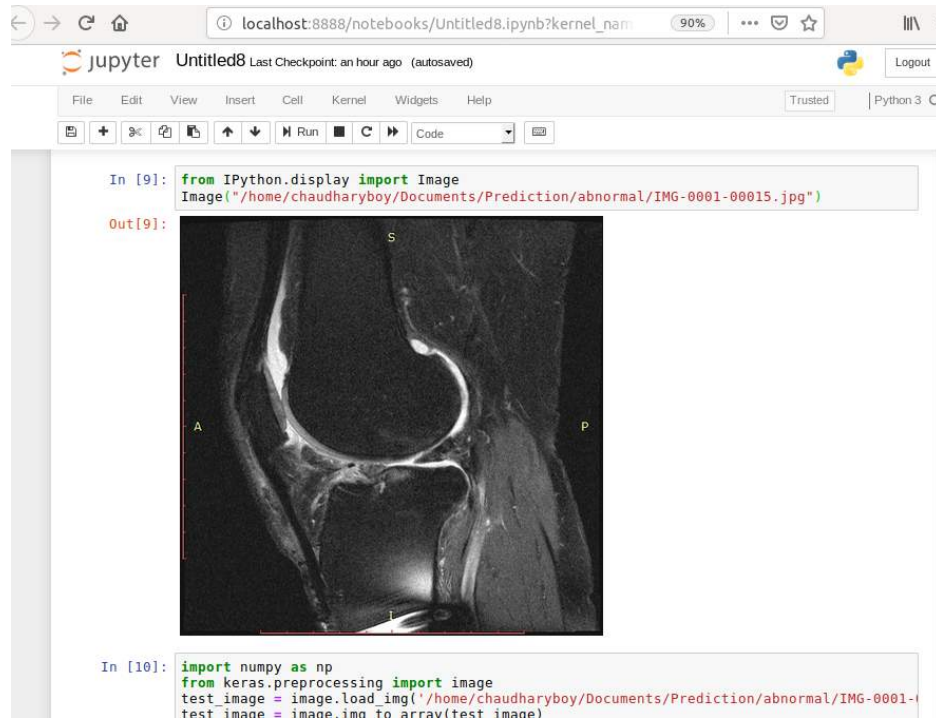 localhost:8888/notebooks/Untitled8.ipynb?kernel_nam 90%
jupyter Untitled8 Last Checkpoint: an hour ago (autosaved) Logout
File Edit View Insert Cell Kernel Widgets Help Trusted Python 3
Run Code
In [9]: from IPython.display import Image
Image("/home/chaudharyboy/Documents/Prediction/abnormal/IMG-0001-00015.jpg")
Out[9]:
S
A P
I
In [10]: import numpy as np
from keras.preprocessing import image
test_image = image.load_img('/home/chaudharyboy/Documents/Prediction/abnormal/IMG-0001-
test_image = image.img_to_array(test_image)